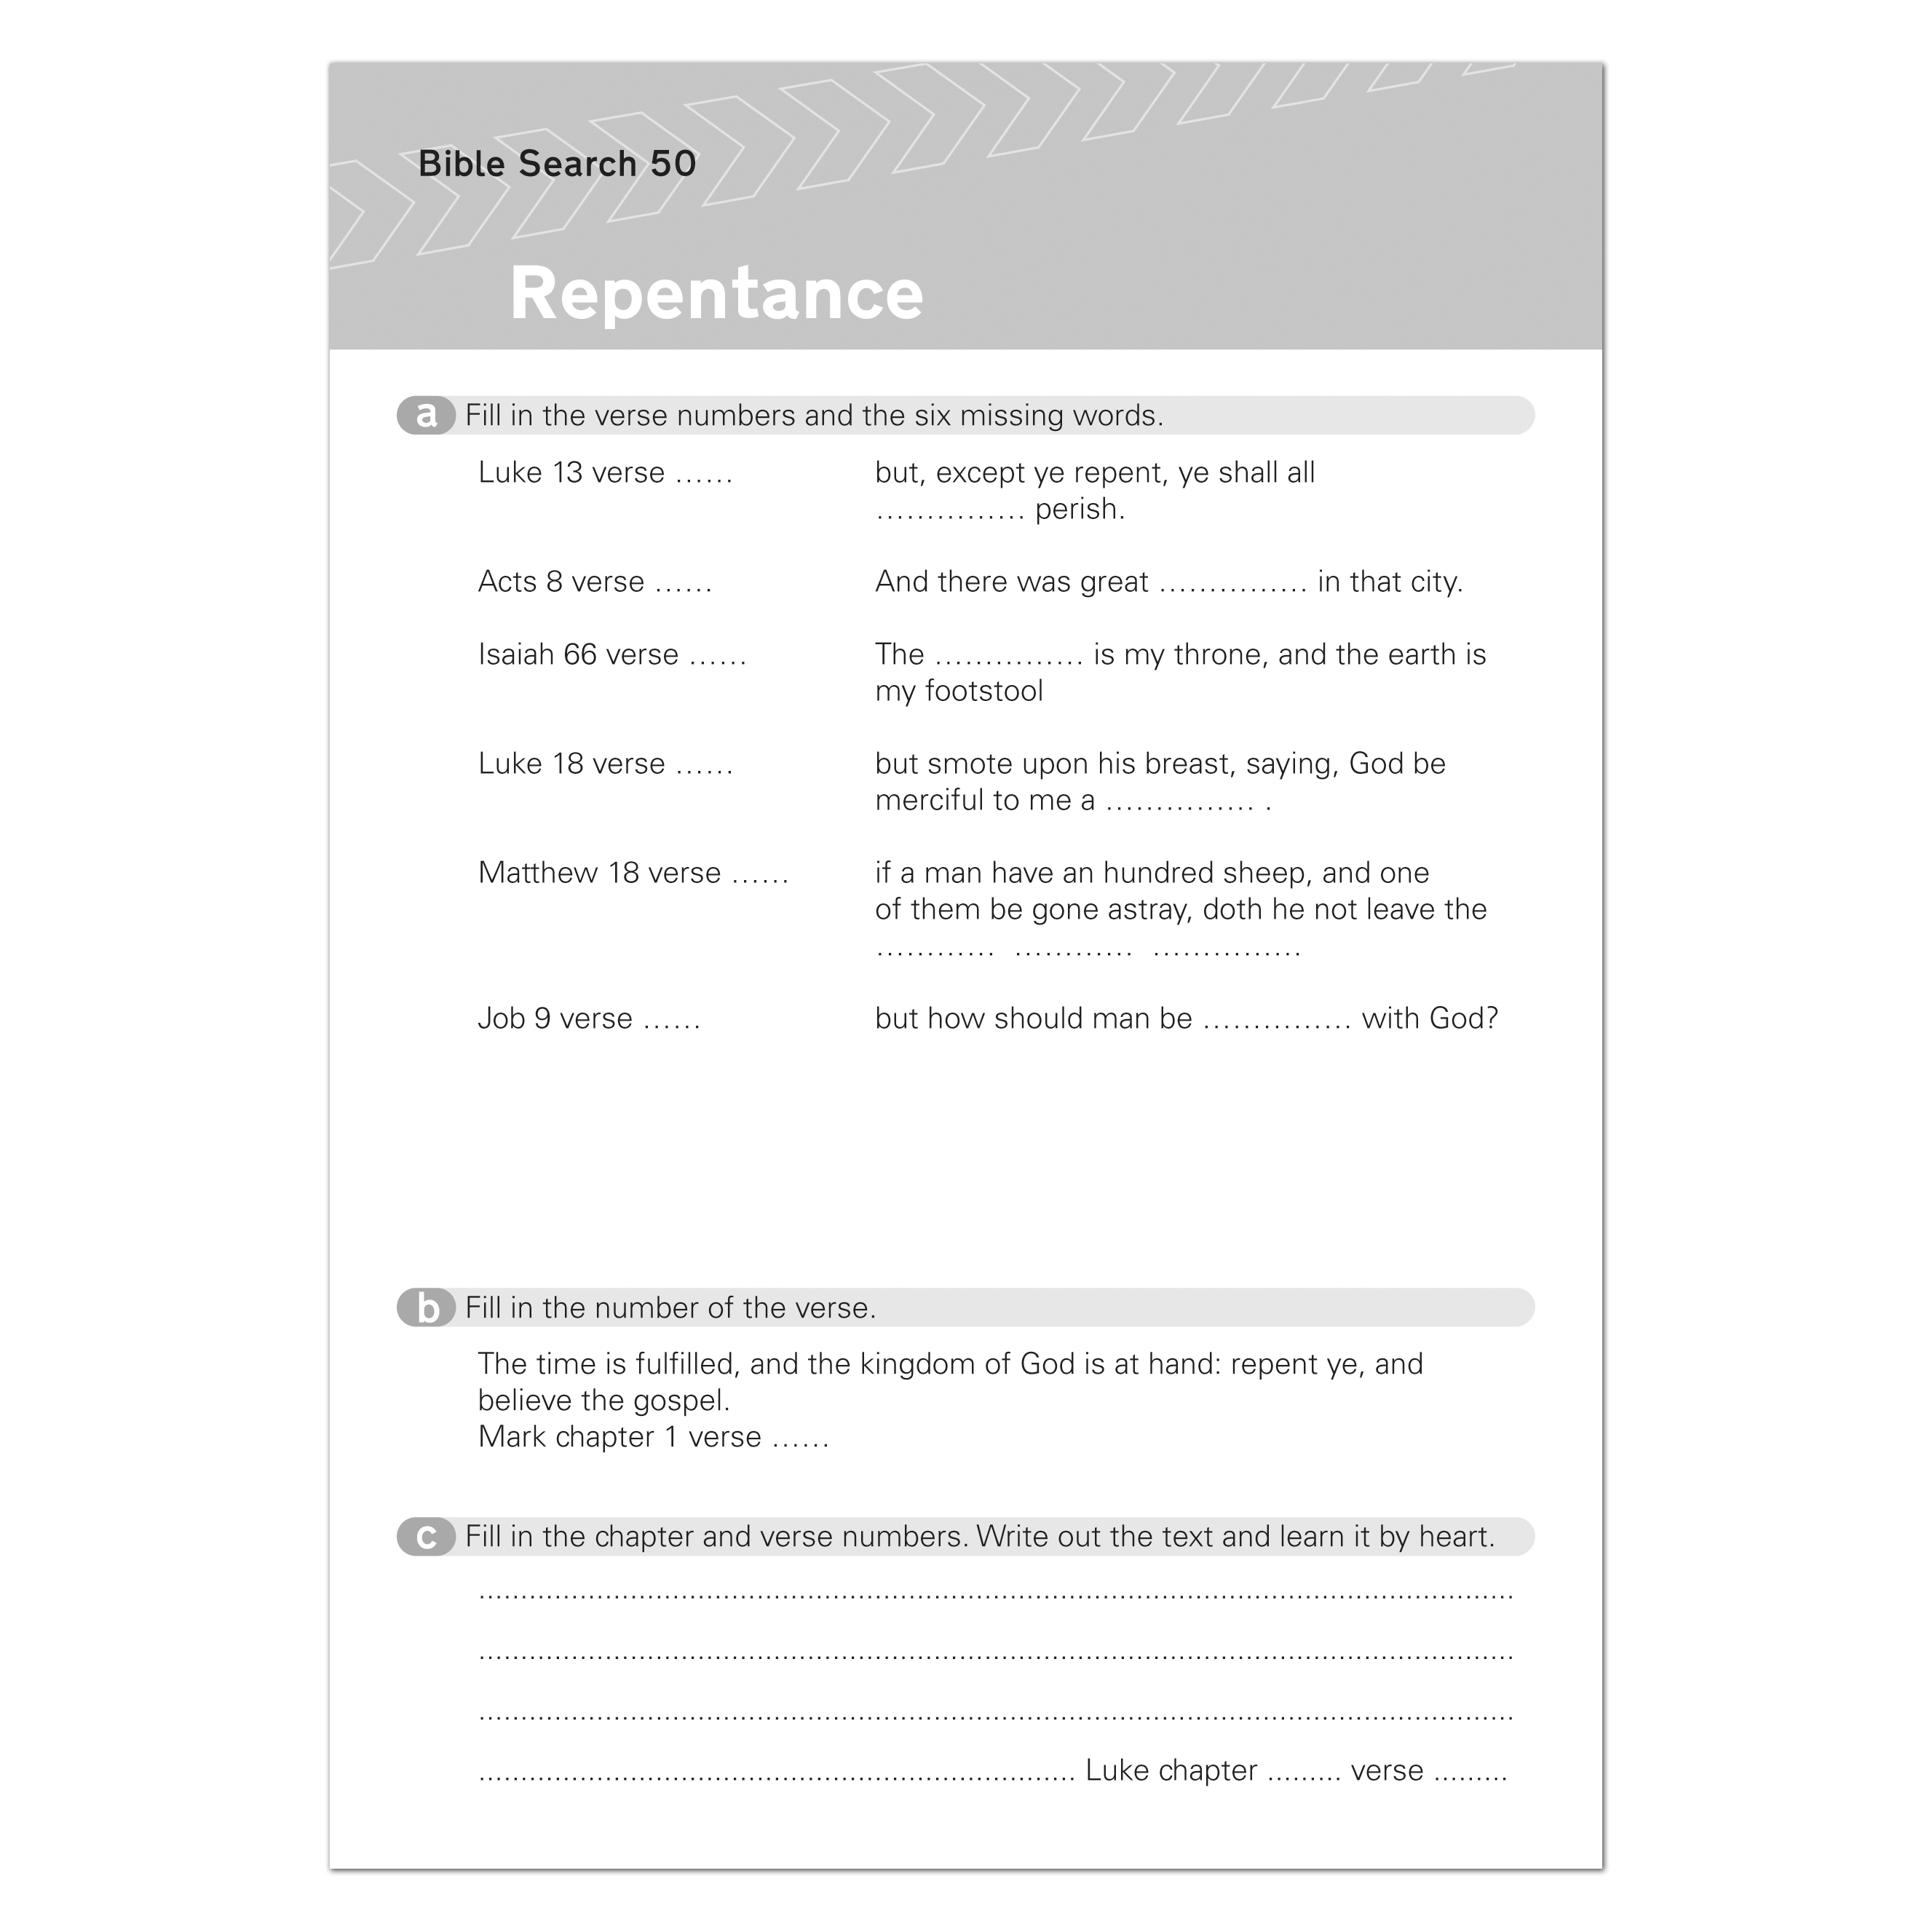 Bible Search 50
Repentance
a Fill in the verse numbers and the six missing words.
Luke 13 verse ......
but, except ye repent, ye shall all
............... perish.
Acts 8 verse ......
And there was great ............... in that city.
Isaiah 66 verse ......
The ............... is my throne, and the earth is
my footstool
Luke 18 verse ......
but smote upon his breast, saying, God be
merciful to me a ............... .
Matthew 18 verse ......
if a man have an hundred sheep, and one
of them be gone astray, doth he not leave the
............ ............ ...............
Job 9 verse ......
but how should man be ............... with God?
b Fill in the number of the verse.
The time is fulfilled, and the kingdom of God is at hand: repent ye, and
believe the gospel.
Mark chapter 1 verse ......
c Fill in the chapter and verse numbers. Write out the text and learn it by heart.
Luke chapter ......... verse .........